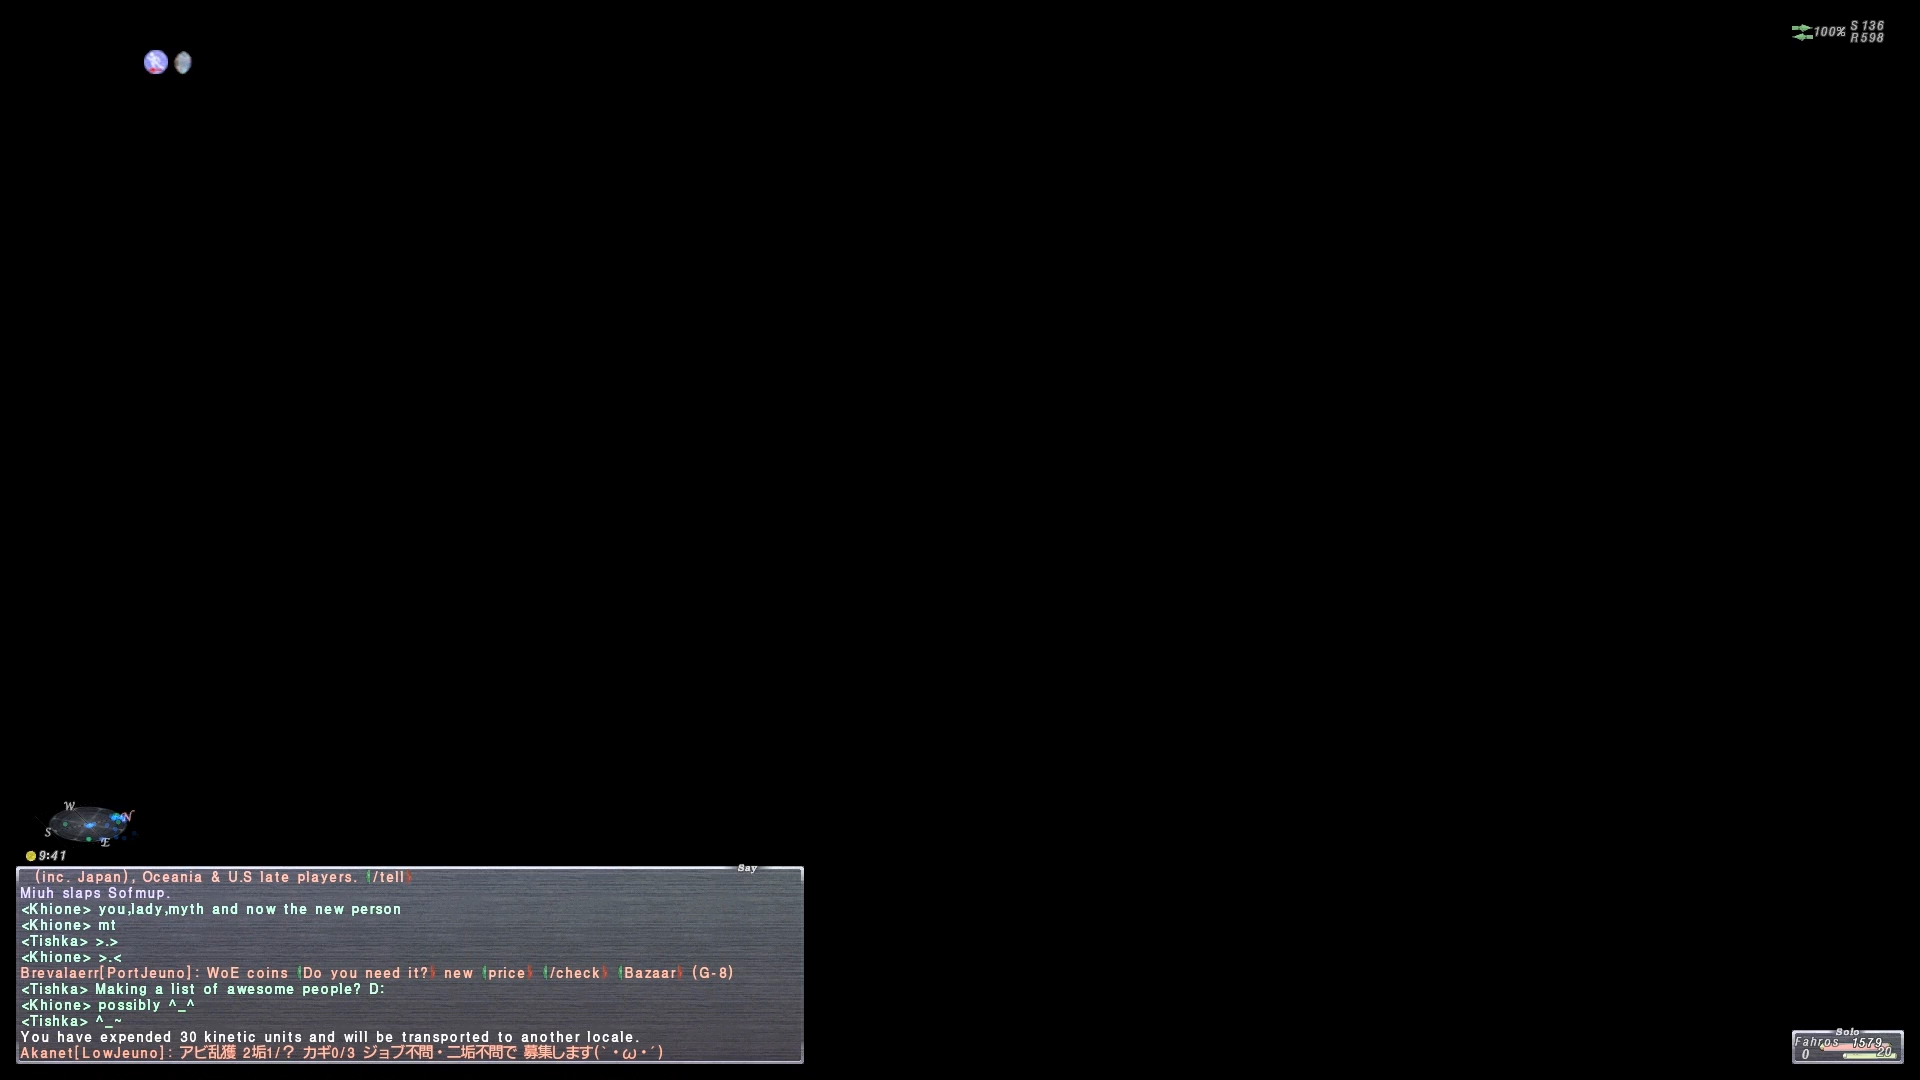 100% S 136
R 598
W
N
S
E
9:41
Say
(inc. Japan), Oceania & U.S late players. {/tell}
Miuh slaps Sofmup.
<Khione> you,lady,myth and now the new person
<Khione> mt
<Tishka> >.>
<Khione> >.<
Brevalaerr[PortJeuno]: WoE coins {Do you need it?} new {price} {/check} {Bazaar} (G-8)
<Tishka> Making a list of awesome people? D:
<Khione> possibly ^_^
<Tishka> ^_~
You have expended 30 kinetic units and will be transported to another locale.
Akanet[LowJeuno]: アビ乱獲 2垢1/？ カギ0/3 ジョブ不問・二垢不問で 募集します(｀・ω・´)
Solo
Fahros 1579
0 20